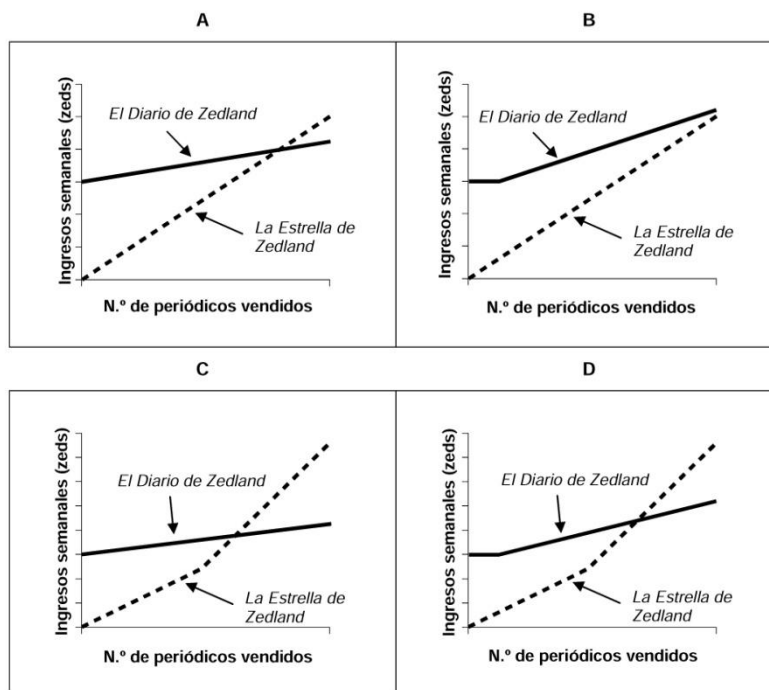 A
Ingresos semanales (zeds)
El Diario de Zedland
La Estrella de
Zedland
N.º de periódicos vendidos
B
Ingresos semanales (zeds)
El Diario de Zedland
La Estrella de
Zedland
N.º de periódicos vendidos
C
Ingresos semanales (zeds)
El Diario de Zedland
La Estrella de
Zedland
N.º de periódicos vendidos
D
Ingresos semanales (zeds)
El Diario de Zedland
La Estrella de
Zedland
N.º de periódicos vendidos